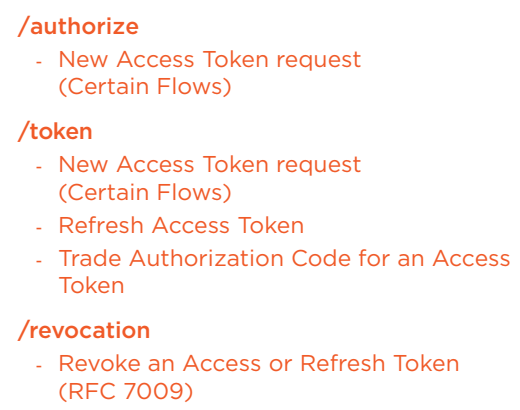 /authorize
- New Access Token request
(Certain Flows)
/token
- New Access Token request
(Certain Flows)
- Refresh Access Token
- Trade Authorization Code for an Access
Token
/revocation
- Revoke an Access or Refresh Token
(RFC 7009)